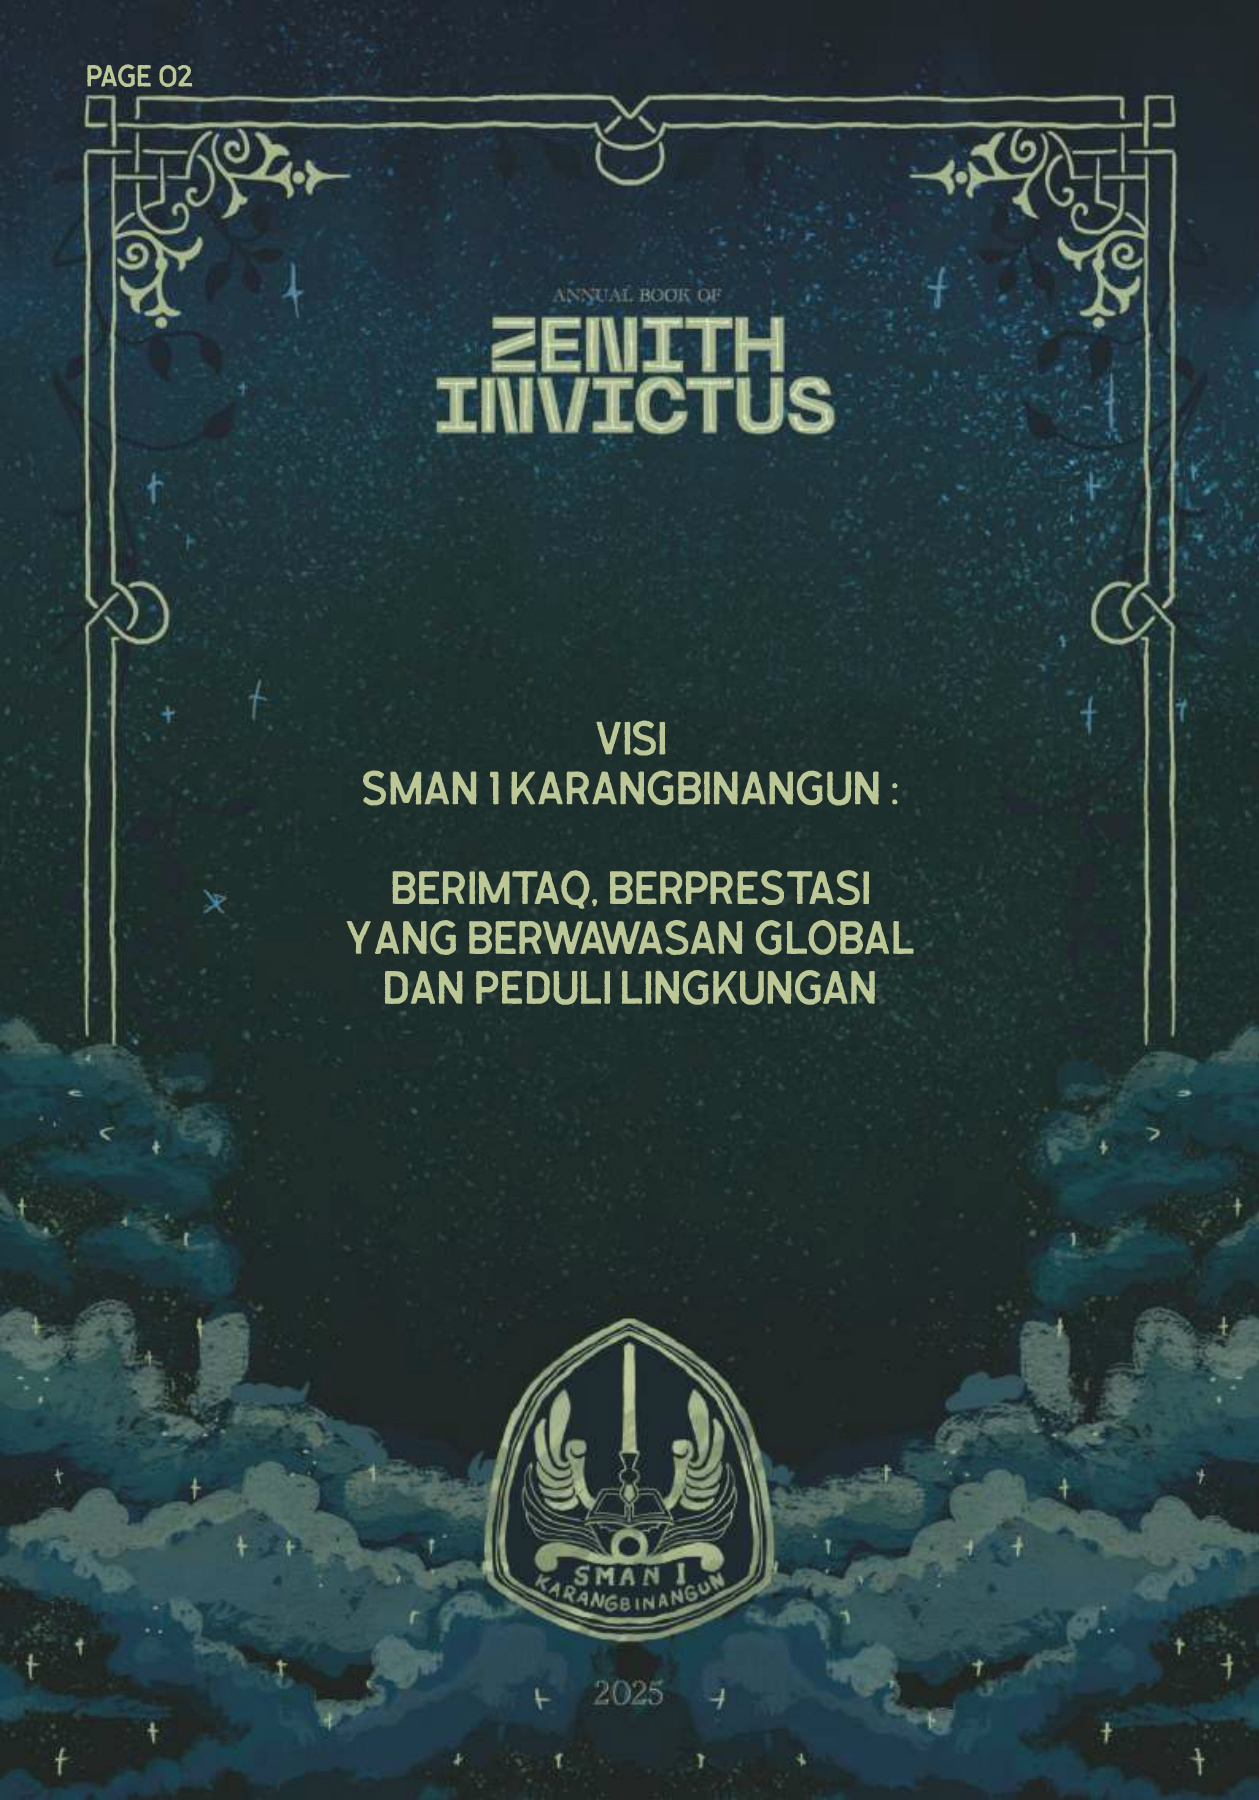 PAGE 02
ANNUAL BOOK OF
ZENITH
INVICTUS
VISI
SMAN 1 KARANGBINANGUN :
BERIMTAQ, BERPRESTASI
YANG BERWAWASAN GLOBAL
DAN PEDULI LINGKUNGAN
SMAN 1
KARANGBINANGUN
2025